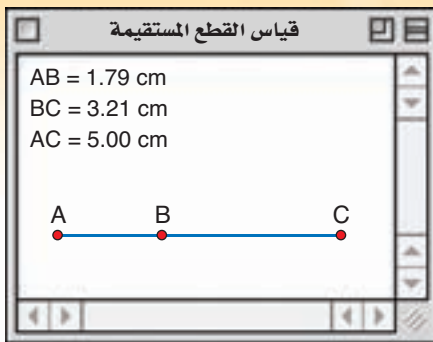 قياس القطع المستقيمة
AB = 1.79 cm
BC = 3.21 cm
AC = 5.00 cm
A B C